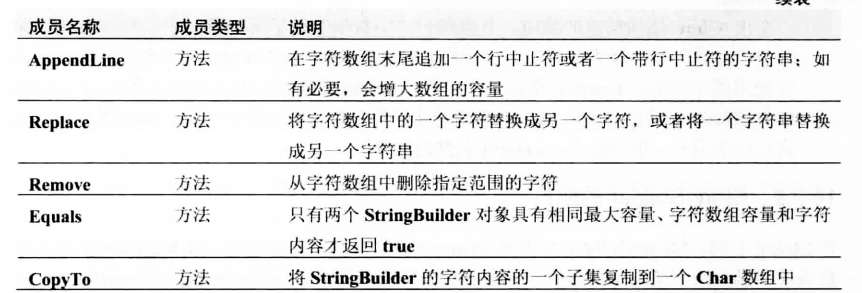 续表
成员名称 成员类型 说明
AppendLine 方法 在字符数组末尾追加一个行中止符或者一个带行中止符的字符串；如
有必要，会增大数组的容量
Replace 方法 将字符数组中的一个字符替换成另一个字符，或者将一个字符串替换
成另一个字符串
Remove 方法 从字符数组中删除指定范围的字符
Equals 方法 只有两个 StringBuilder 对象具有相同最大容量、字符数组容量和字符
内容才返回 true
CopyTo 方法 将 StringBuilder 的字符内容的一个子集复制到一个 Char 数组中